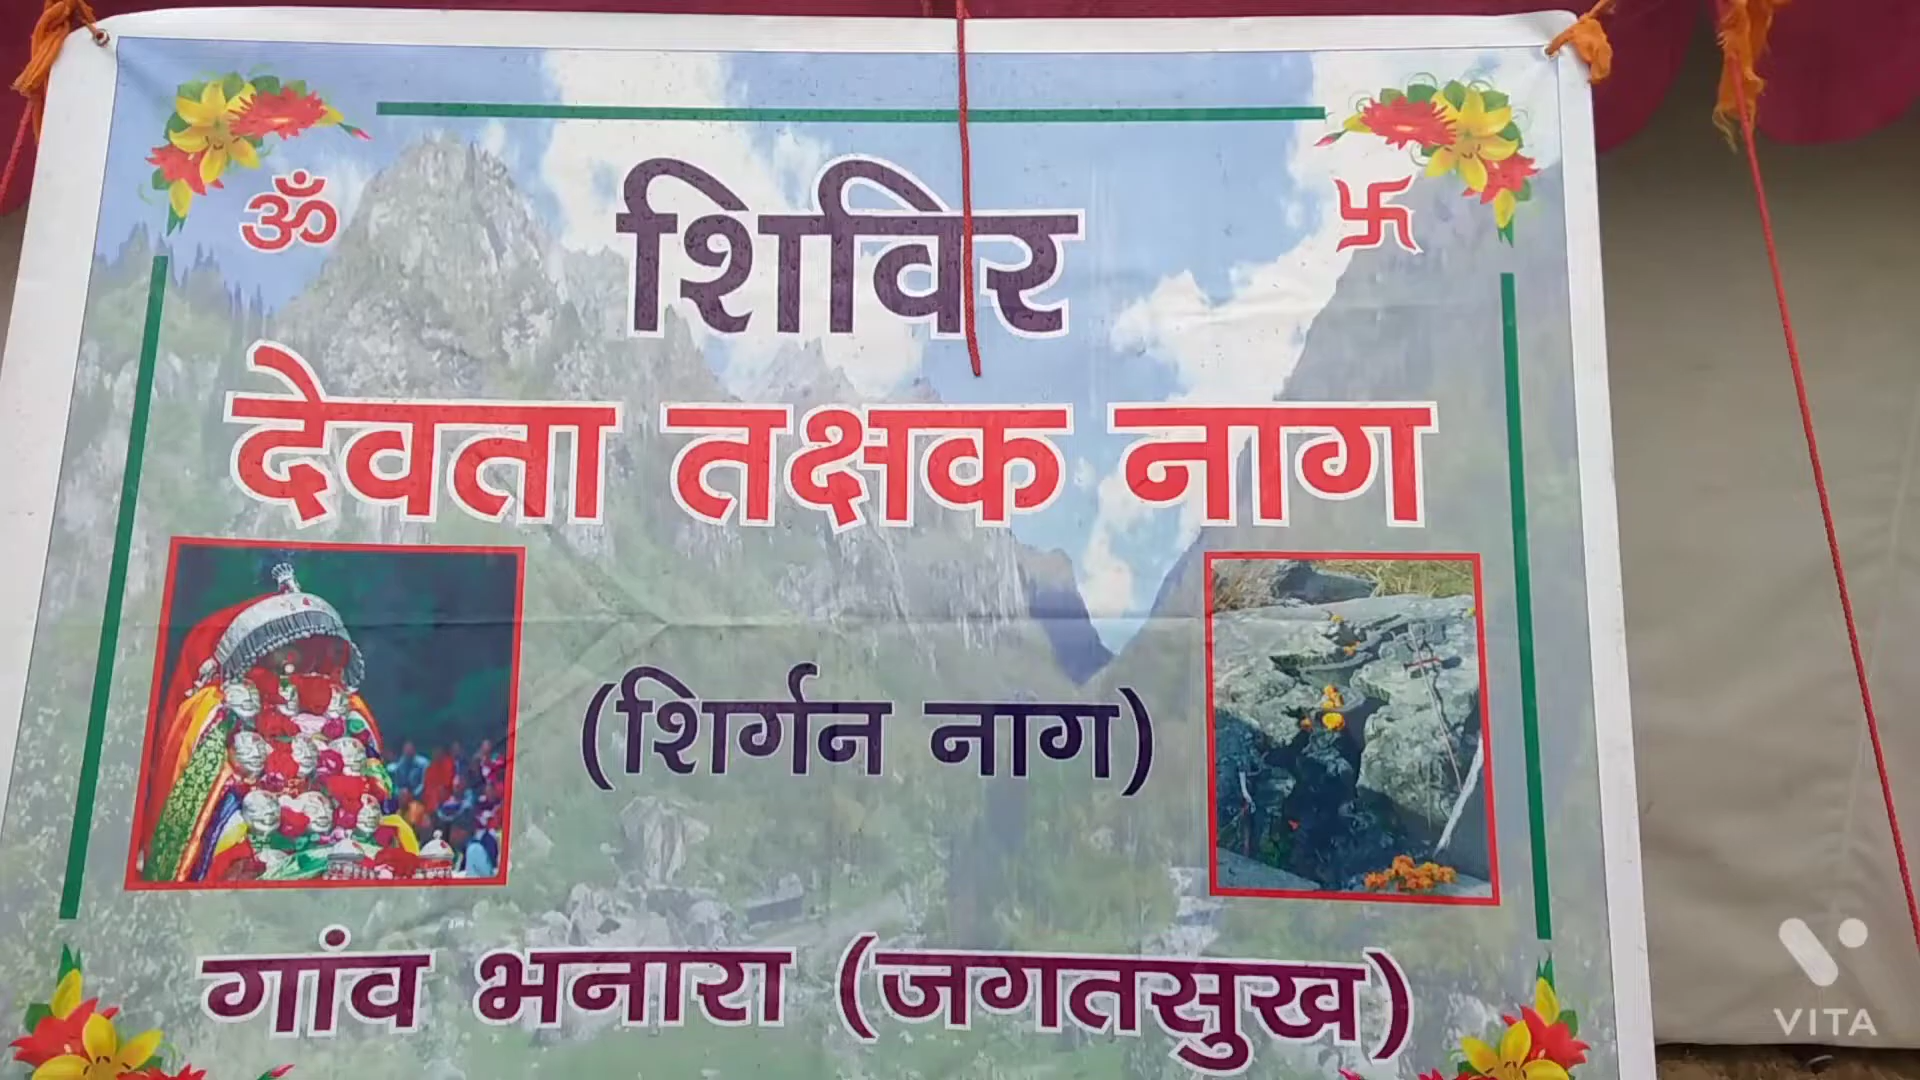 ॐ
शिविर
देवता तक्षक नाग
(शिर्गन नाग)
गांव भनारा (जगतसुख)
VITA